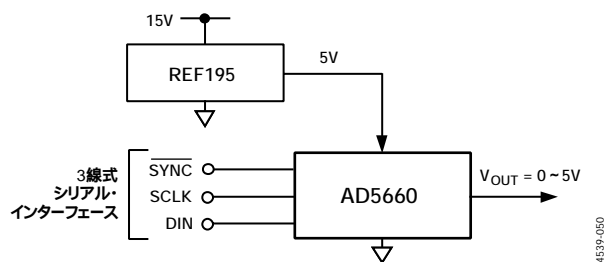 15V
REF195
5V
3線式
シリアル・
インターフェース
SYNC
SCLK
DIN
AD5660
VOUT = 0~5V
4539-050